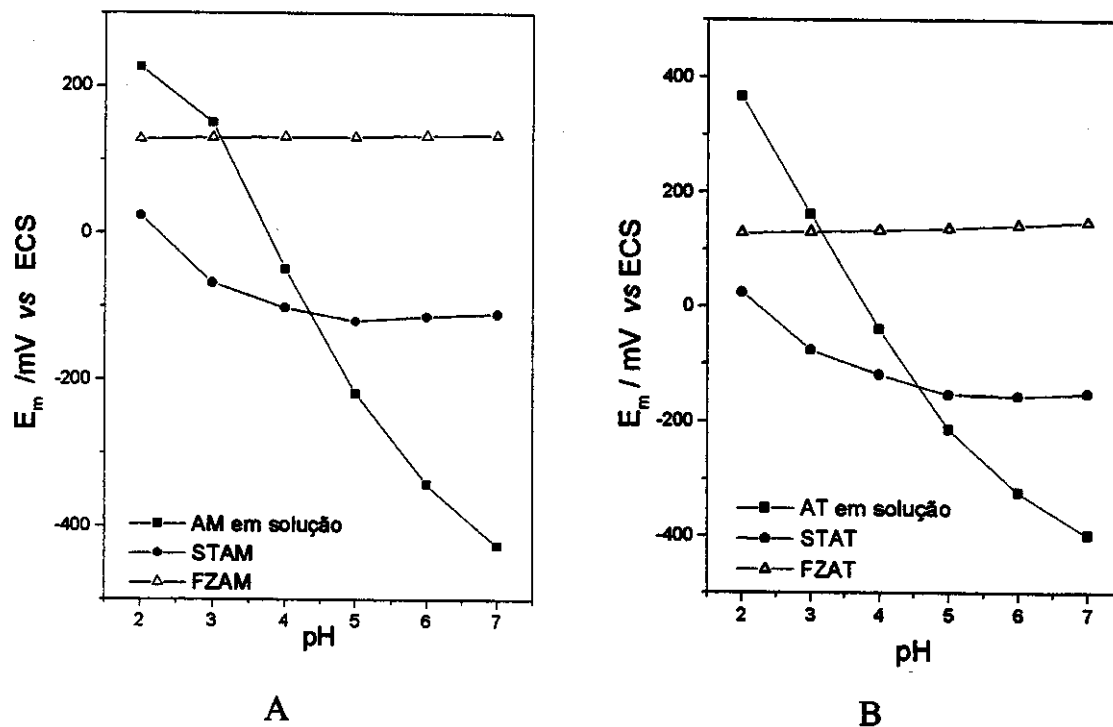 200
0
-200
-400
E_m /mV vs ECS
AM em solução
STAM
FZAM
2 3 4 5 6 7
pH
A
400
200
0
-200
-400
E_m / mV vs ECS
AT em solução
STAT
FZAT
2 3 4 5 6 7
pH
B